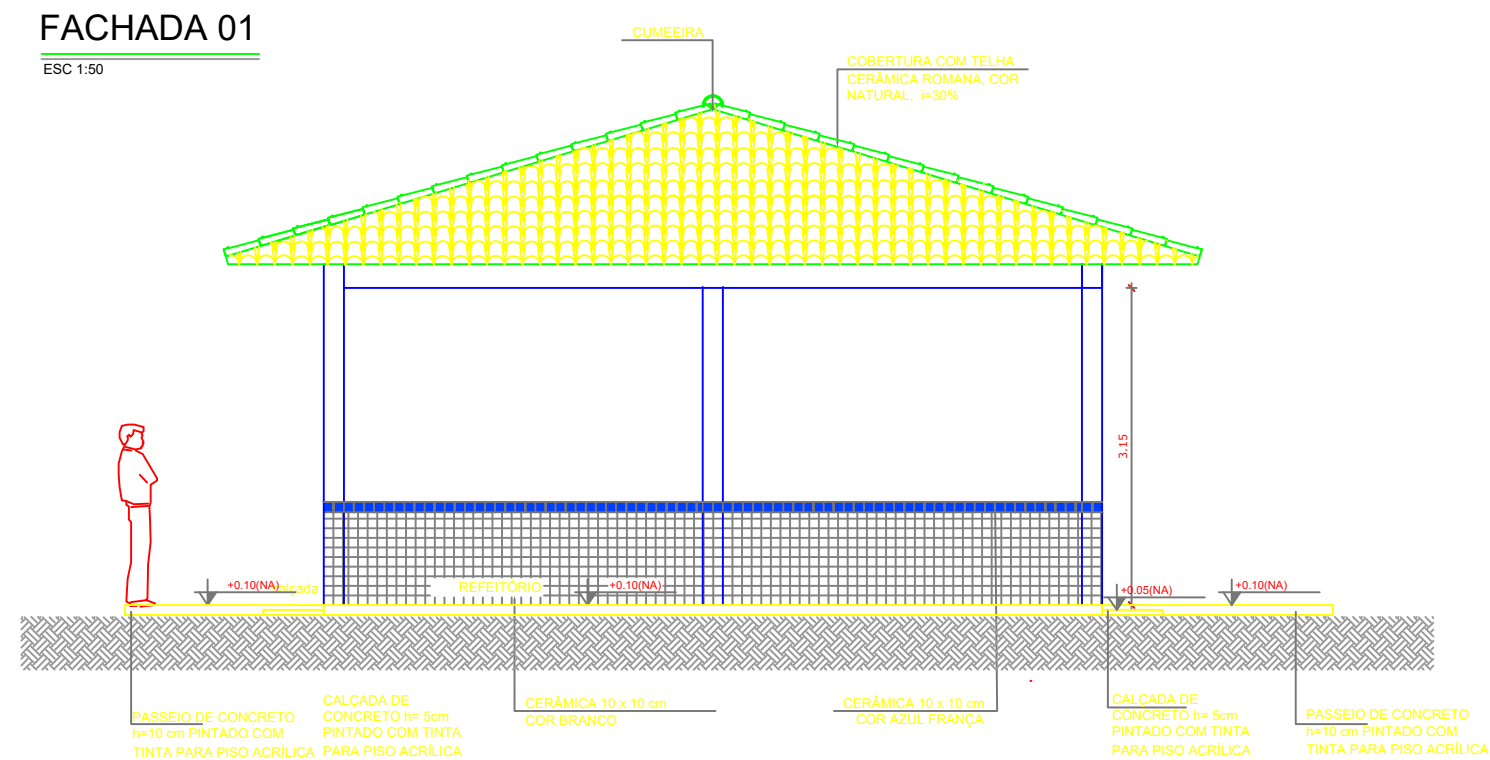 FACHADA 01
ESC 1:50
CUMEEIRA
COBERTURA COM TELHA
CERÂMICA ROMANA, COR
NATURAL, i=30%
3.15
+0.10(NA)
REFEITÓRIO
+0.10(NA)
+0.05(NA)
+0.10(NA)
PASSEIO DE CONCRETO
h=10 cm PINTADO COM
TINTA PARA PISO ACRÍLICA
CALÇADA DE
CONCRETO h= 5cm
PINTADO COM TINTA
PARA PISO ACRÍLICA
CERÂMICA 10 x 10 cm
COR BRANCO
CERÂMICA 10 x 10 cm
COR AZUL FRANÇA
CALÇADA DE
CONCRETO h= 5cm
PINTADO COM TINTA
PARA PISO ACRÍLICA
PASSEIO DE CONCRETO
h=10 cm PINTADO COM
TINTA PARA PISO ACRÍLICA